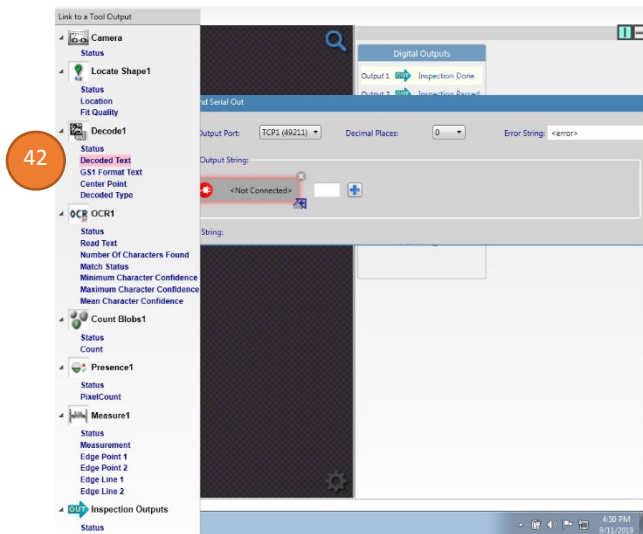 Link to a Tool Output
Camera
Status
Locate Shape1
Status
Location
Fit Quality
Decode1
Status
Decoded Text
GS1 Format Text
Center Point
Decoded Type
OCR OCR1
Status
Read Text
Number Of Characters Found
Match Status
Minimum Character Confidence
Maximum Character Confidence
Mean Character Confidence
Count Blobs1
Status
Count
Presence1
Status
PixelCount
Measure1
Status
Measurement
Edge Point 1
Edge Point 2
Edge Line 1
Edge Line 2
OUT Inspection Outputs
Status
42
Digital Outputs
Output 1 OUT Inspection Done
Output 2 Inspection Passed
nd Serial Out
Output Port: TCP1 (49211) Decimal Places: 0 Error String: <error>
Output String:
<Not Connected>
String:
4:50 PM
9/11/2019